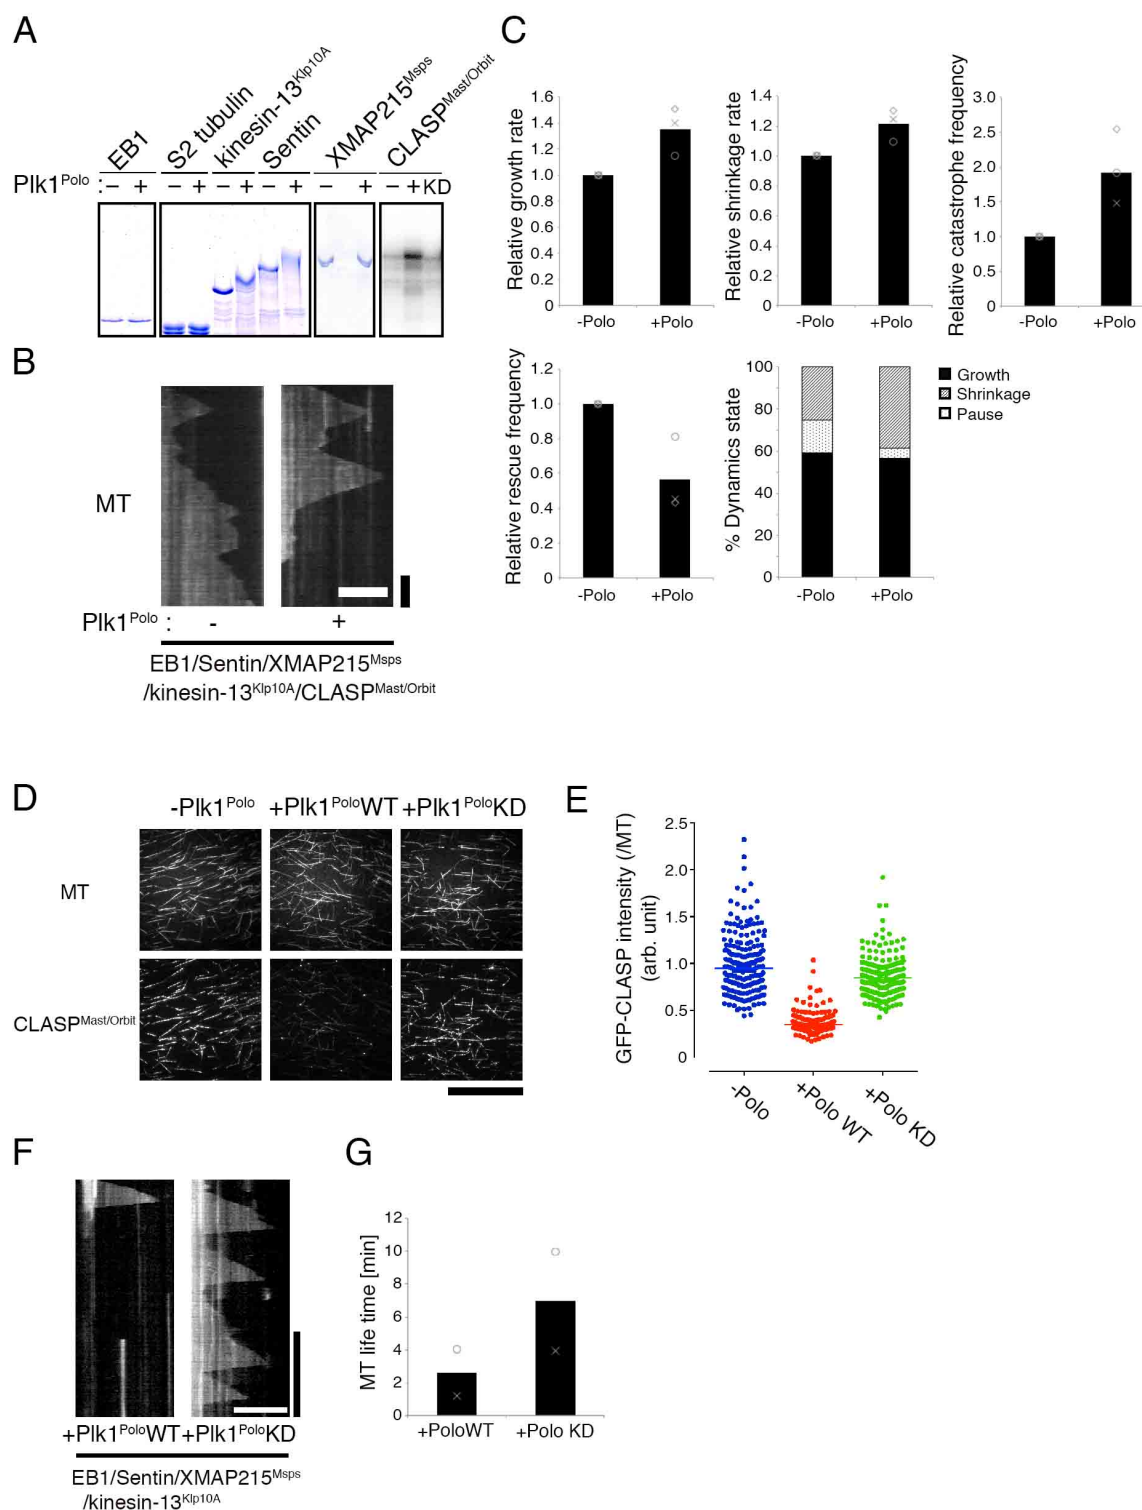 A
EB1
S2 tubulin
kinesin-13Klp10A
Sentin
XMAP215Msps
CLASPMast/Orbit
Plk1Polo : − + − + − + − + − + − + KD
B
MT
Plk1Polo : - +
EB1/Sentin/XMAP215Msps
/kinesin-13Klp10A/CLASPMast/Orbit
C
Relative growth rate
1.6
1.4
1.2
1.0
0.8
0.6
0.4
0.2
0
-Polo +Polo
Relative shrinkage rate
1.4
1.2
1.0
0.8
0.6
0.4
0.2
0
-Polo +Polo
Relative catastrophe frequency
3.0
2.5
2.0
1.5
1.0
0.5
0
-Polo +Polo
Relative rescue frequency
1.2
1.0
0.8
0.6
0.4
0.2
0
-Polo +Polo
% Dynamics state
100
80
60
40
20
0
-Polo +Polo
Growth
Shrinkage
Pause
D
-Plk1Polo +Plk1PoloWT +Plk1PoloKD
MT
CLASPMast/Orbit
E
GFP-CLASP intensity (/MT)
(arb. unit)
2.5
2.0
1.5
1.0
0.5
0
-Polo
+Polo WT
+Polo KD
F
+Plk1PoloWT +Plk1PoloKD
EB1/Sentin/XMAP215Msps
/kinesin-13Klp10A
G
MT life time [min]
12
10
8
6
4
2
0
+PoloWT +Polo KD